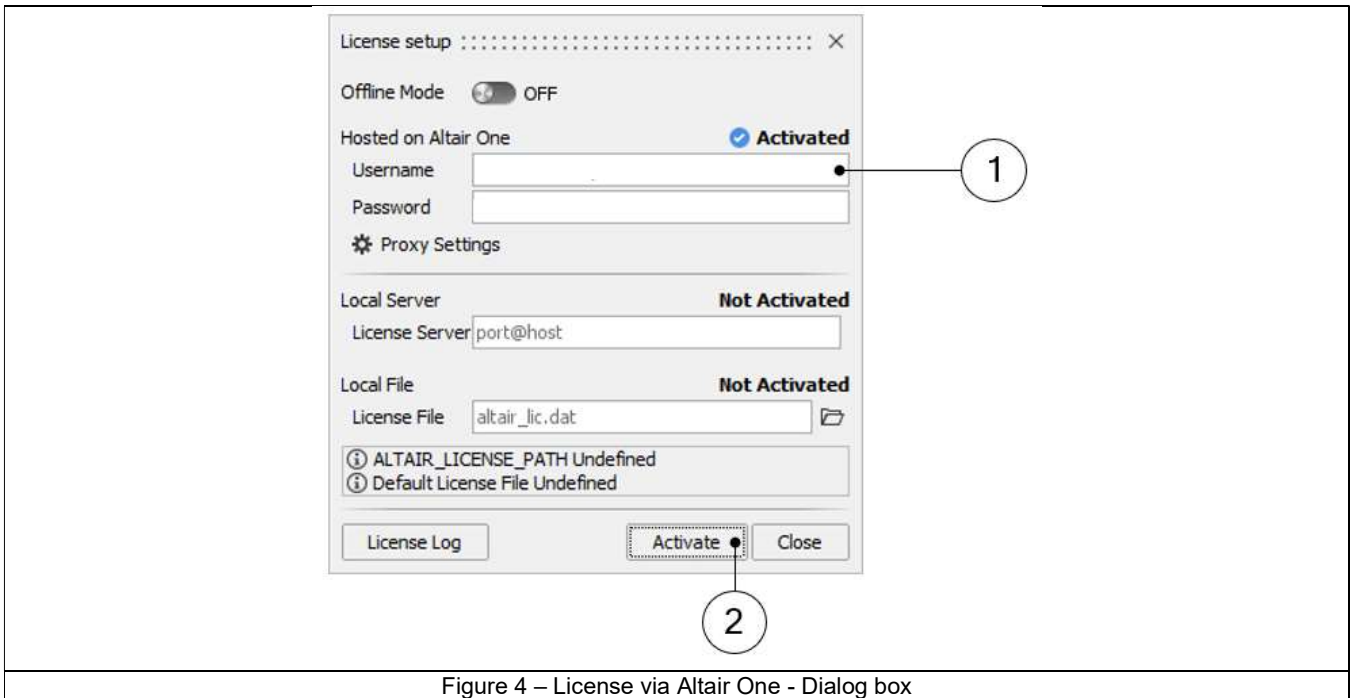 License setup
Offline Mode OFF
Hosted on Altair One Activated
Username
1
Password
Proxy Settings
Local Server Not Activated
License Server port@host
Local File Not Activated
License File altair_lic.dat
ALTAIR_LICENSE_PATH Undefined
Default License File Undefined
License Log Activate Close
2
Figure 4 – License via Altair One - Dialog box